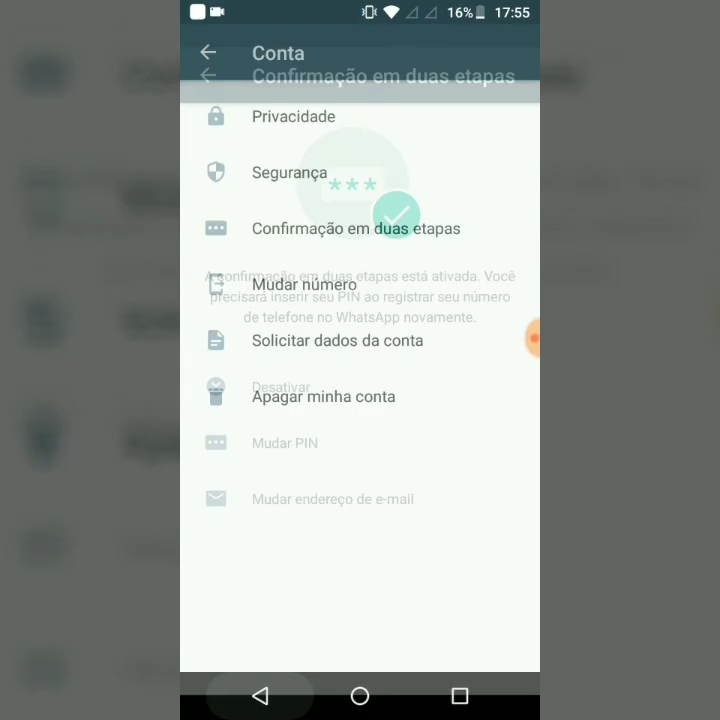 16% 17:55
Conta
Confirmação em duas etapas
Privacidade
Segurança
***
Confirmação em duas etapas
A confirmação em duas etapas está ativada. Você
Mudar número
precisará inserir seu PIN ao registrar seu número
de telefone no WhatsApp novamente.
Solicitar dados da conta
Desativar
Apagar minha conta
Mudar PIN
Mudar endereço de e-mail